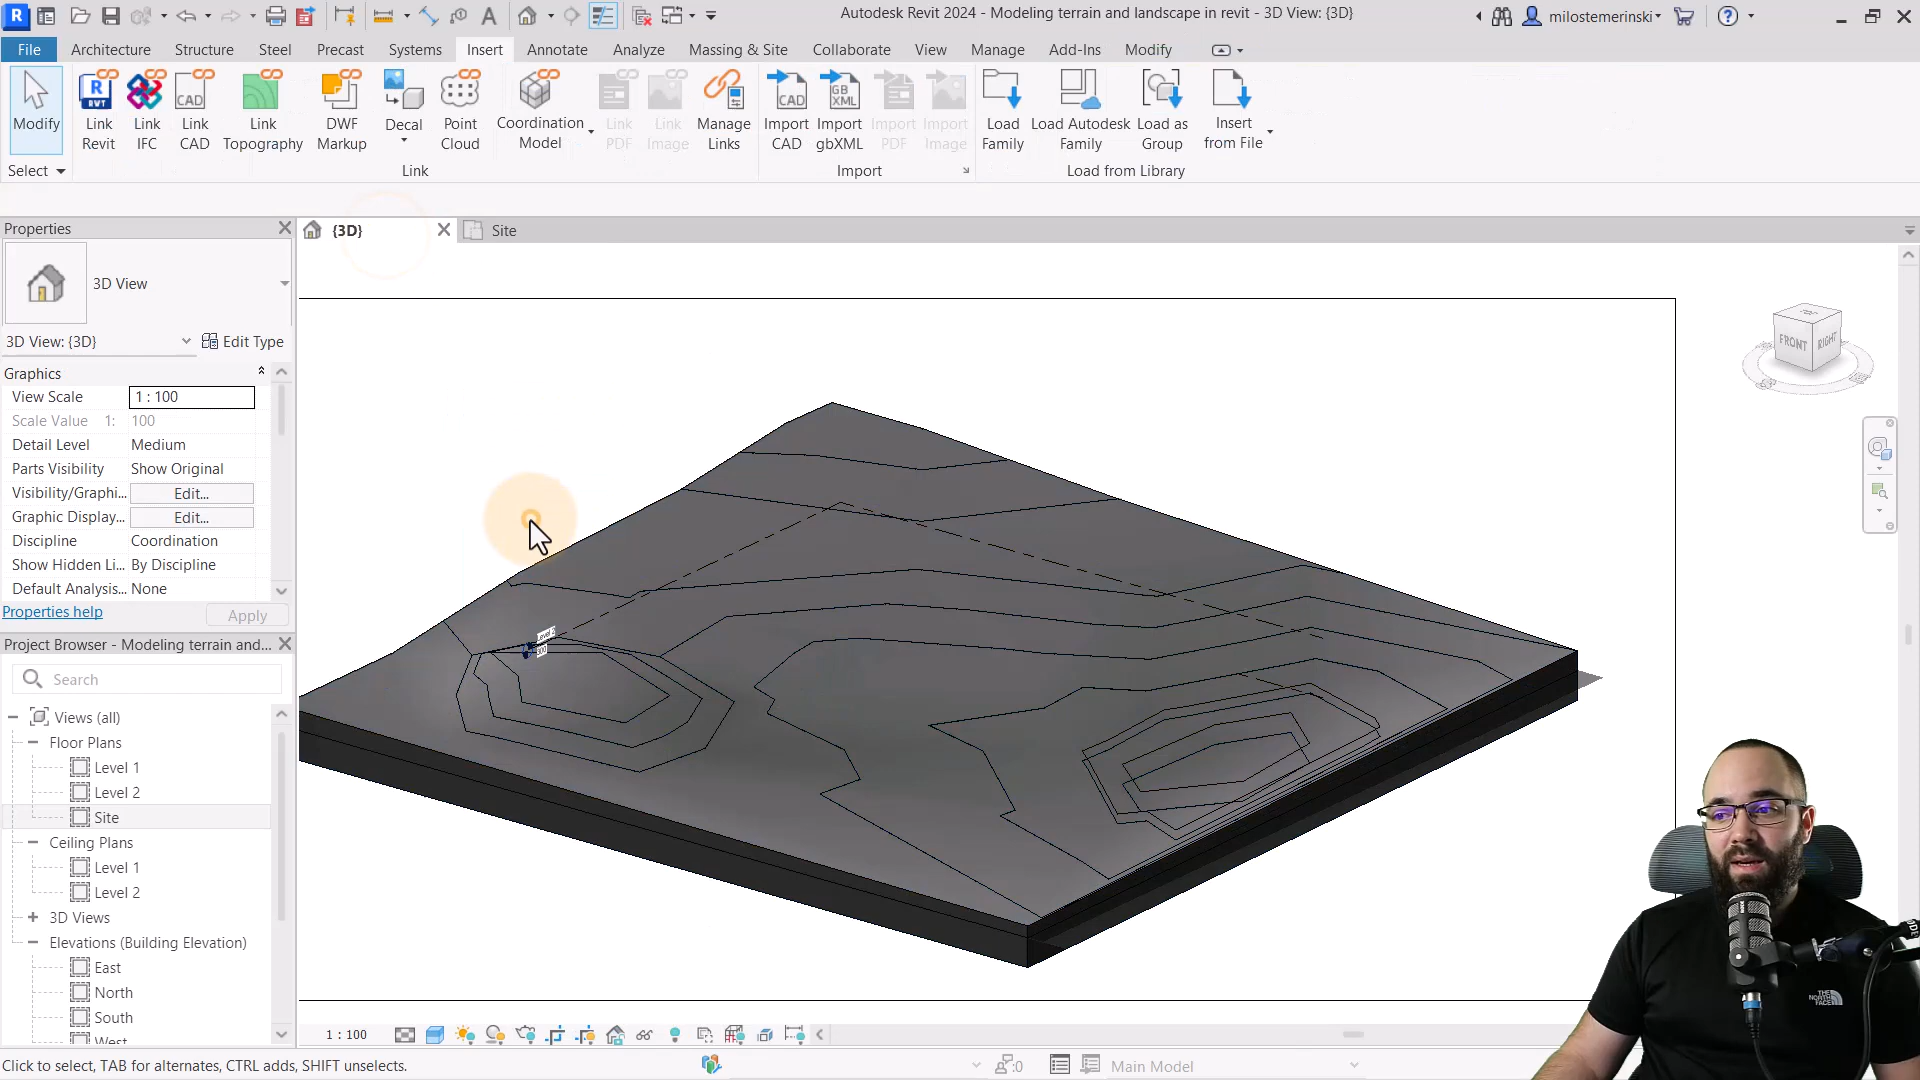 Autodesk Revit 2024 - Modeling terrain and landscape in revit - 3D View: {3D}
milostemerinski
File
Architecture
Structure
Steel
Precast
Systems
Insert
Annotate
Analyze
Massing & Site
Collaborate
View
Manage
Add-Ins
Modify
Modify
Link Revit
Link IFC
Link CAD
Link Topography
DWF Markup
Decal
Point Cloud
Coordination Model
Link PDF
Link Image
Manage Links
Import CAD
Import gbXML
Import PDF
Import Image
Load Family
Load Autodesk Family
Load as Group
Insert from File
Select
Link
Import
Load from Library
Properties
{3D}
Site
3D View
3D View: {3D}
Edit Type
Graphics
View Scale
1 : 100
Scale Value 1:
100
Detail Level
Medium
Parts Visibility
Show Original
Visibility/Graphi...
Edit...
Graphic Display...
Edit...
Discipline
Coordination
Show Hidden Li...
By Discipline
Default Analysis...
None
Properties help
Apply
Project Browser - Modeling terrain and...
Search
Views (all)
Floor Plans
Level 1
Level 2
Site
Ceiling Plans
Level 1
Level 2
3D Views
Elevations (Building Elevation)
East
North
South
West
Level 2
TOP
FRONT
RIGHT
THE
NORTH
FACE
1 : 100
Click to select, TAB for alternates, CTRL adds, SHIFT unselects.
:0
Main Model